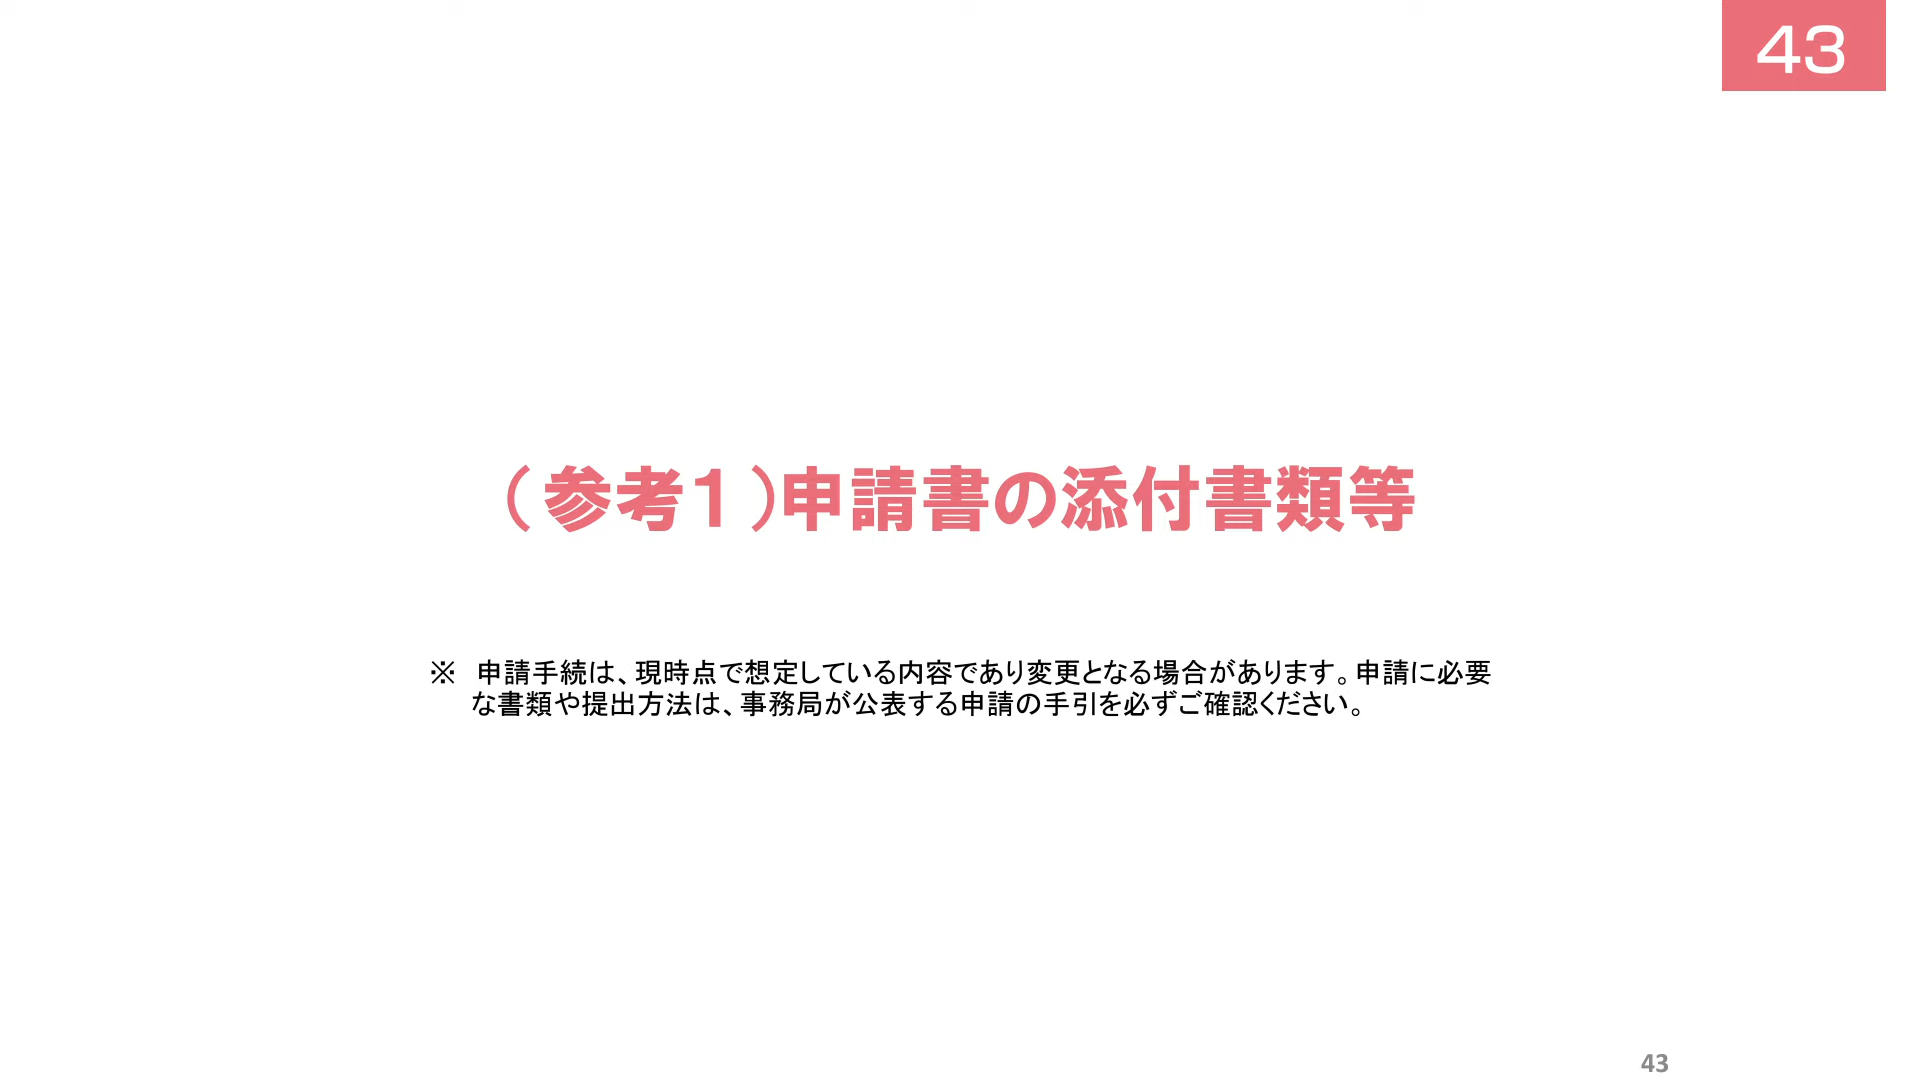 43
（参考１）申請書の添付書類等
※　申請手続は、現時点で想定している内容であり変更となる場合があります。申請に必要
な書類や提出方法は、事務局が公表する申請の手引を必ずご確認ください。
43